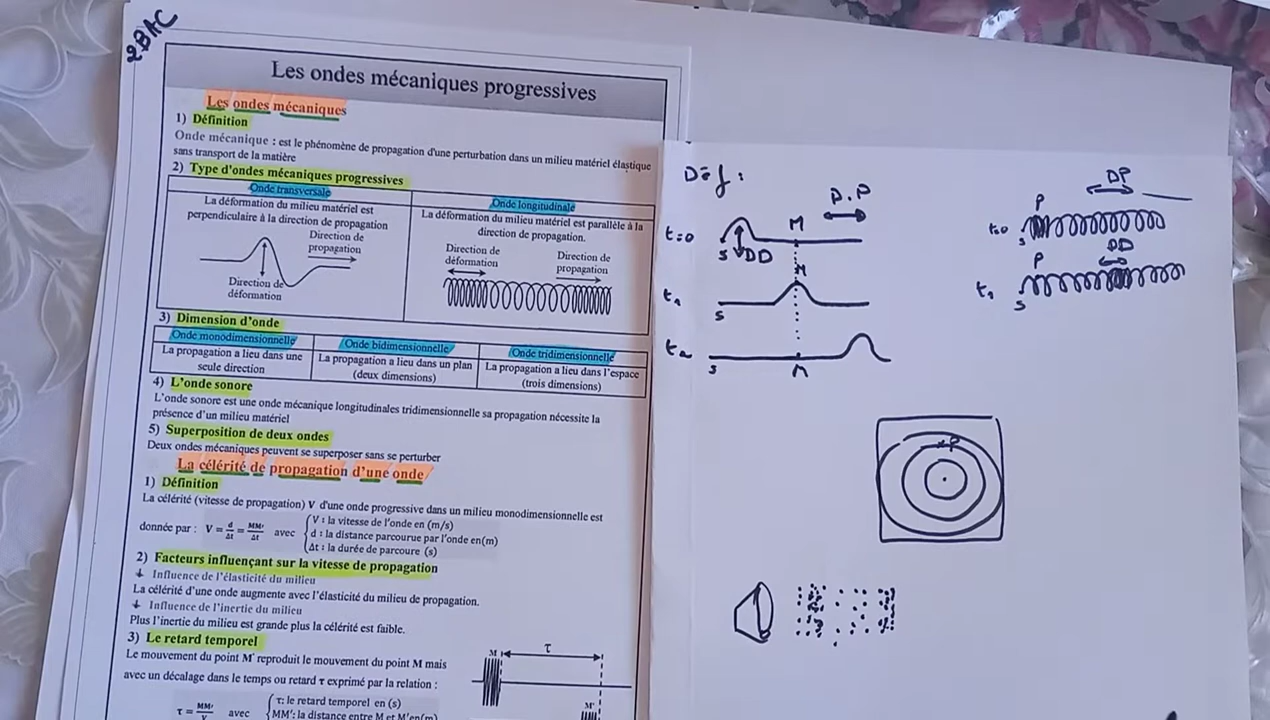 2BAC
Les ondes mécaniques progressives
Les ondes mécaniques
1) Définition
Onde mécanique : est le phénomène de propagation d'une perturbation dans un milieu matériel élastique
sans transport de la matière
2) Type d'ondes mécaniques progressives
Onde transversale
La déformation du milieu matériel est
perpendiculaire à la direction de propagation
Direction de
propagation
Direction de
déformation
Onde longitudinale
La déformation du milieu matériel est parallèle à la
direction de propagation.
Direction de
déformation
Direction de
propagation
3) Dimension d'onde
Onde monodimensionnelle
La propagation a lieu dans une
seule direction
Onde bidimensionnelle
La propagation a lieu dans un plan
(deux dimensions)
Onde tridimensionnelle
La propagation a lieu dans l'espace
(trois dimensions)
4) L'onde sonore
L'onde sonore est une onde mécanique longitudinales tridimensionnelle sa propagation nécessite la
présence d'un milieu matériel
5) Superposition de deux ondes
Deux ondes mécaniques peuvent se superposer sans se perturber
La célérité de propagation d'une onde
1) Définition
La célérité (vitesse de propagation) V d'une onde progressive dans un milieu monodimensionnelle est
donnée par : V = d/Δt = MM'/Δt avec
V : la vitesse de l'onde en (m/s)
d : la distance parcourue par l'onde en(m)
Δt : la durée de parcoure (s)
2) Facteurs influençant sur la vitesse de propagation
Influence de l'élasticité du milieu
La célérité d'une onde augmente avec l'élasticité du milieu de propagation.
Influence de l'inertie du milieu
Plus l'inertie du milieu est grande plus la célérité est faible.
3) Le retard temporel
Le mouvement du point M' reproduit le mouvement du point M mais
avec un décalage dans le temps ou retard τ exprimé par la relation :
τ = MM'/V avec
τ: le retard temporel en (s)
MM': la distance entre M et M'en(m)
M
τ
M'
Déf :
D.P
t=0
S
DD
M
M
t1
S
t2
S
M
DP
P
t=0
S
DD
P
t1
S
P